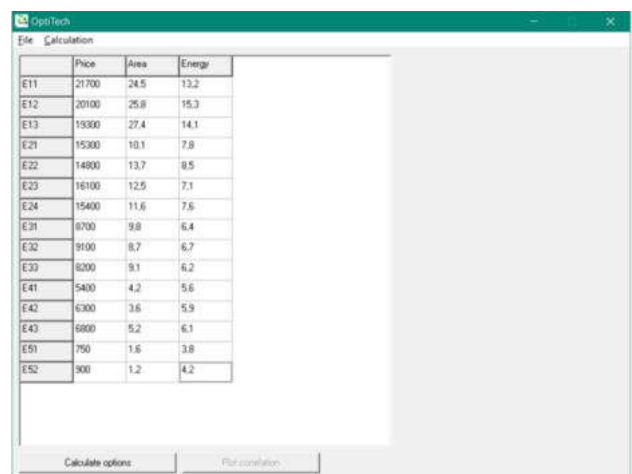 OptiTech
File Calculation
Price Area Energy
E11 21700 24,5 13,2
E12 20100 25,8 15,3
E13 19300 27,4 14,1
E21 15300 10,1 7,8
E22 14800 13,7 8,5
E23 16100 12,5 7,1
E24 15400 11,6 7,6
E31 8700 9,8 6,4
E32 9100 8,7 6,7
E33 8200 9,1 6,2
E41 5400 4,2 5,6
E42 6300 3,6 5,9
E43 6800 5,2 6,1
E51 750 1,6 3,8
E52 900 1,2 4,2
Calculate options Plot correlation